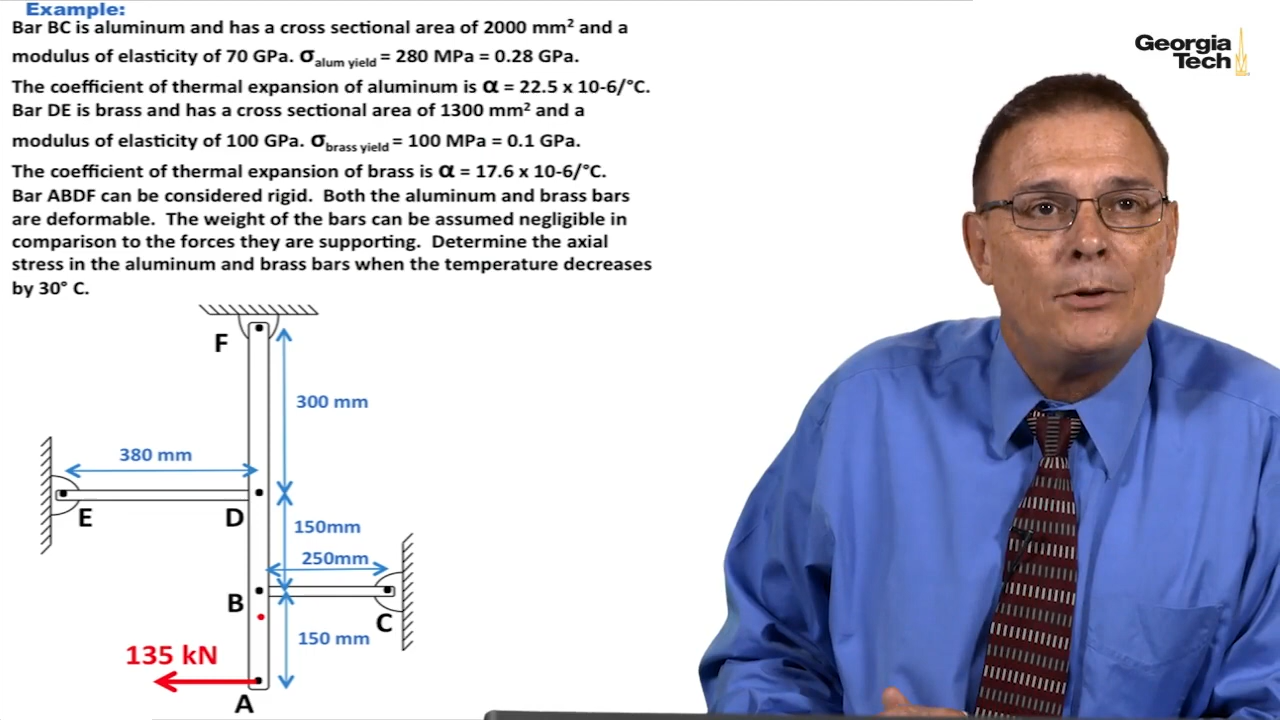 Example:
Bar BC is aluminum and has a cross sectional area of 2000 mm² and a
modulus of elasticity of 70 GPa. σalum yield = 280 MPa = 0.28 GPa.
The coefficient of thermal expansion of aluminum is α = 22.5 x 10-6/°C.
Bar DE is brass and has a cross sectional area of 1300 mm² and a
modulus of elasticity of 100 GPa. σbrass yield = 100 MPa = 0.1 GPa.
The coefficient of thermal expansion of brass is α = 17.6 x 10-6/°C.
Bar ABDF can be considered rigid. Both the aluminum and brass bars
are deformable. The weight of the bars can be assumed negligible in
comparison to the forces they are supporting. Determine the axial
stress in the aluminum and brass bars when the temperature decreases
by 30° C.
Georgia
Tech
F
300 mm
380 mm
E
D
150mm
250mm
B
C
150 mm
135 kN
A